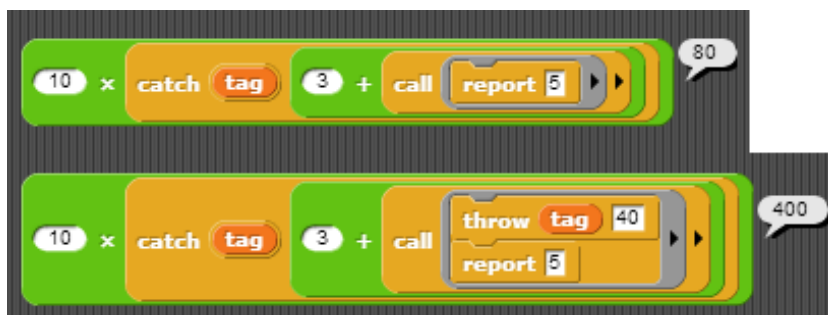 80
10 × catch tag 3 + call report 5
400
throw tag 40
10 × catch tag 3 + call
report 5